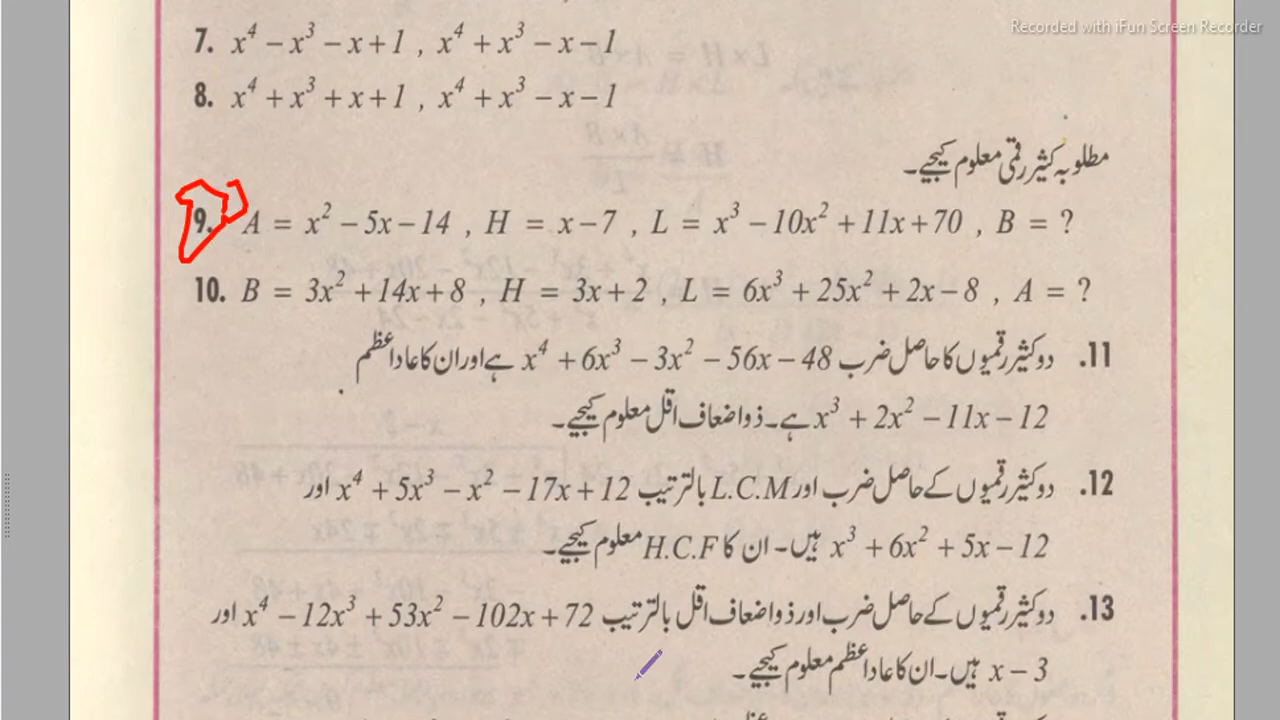 Recorded with iFun Screen Recorder
7. x⁴ − x³ − x + 1 , x⁴ + x³ − x − 1
8. x⁴ + x³ + x + 1 , x⁴ + x³ − x − 1
مطلوبہ کثیر رقمی معلوم کیجیے۔
9. A = x² − 5x − 14 , H = x − 7 , L = x³ − 10x² + 11x + 70 , B = ?
10. B = 3x² + 14x + 8 , H = 3x + 2 , L = 6x³ + 25x² + 2x − 8 , A = ?
11. دو کثیر رقمیوں کا حاصل ضرب x⁴ + 6x³ − 3x² − 56x − 48 ہے اور ان کا عاداعظم
x³ + 2x² − 11x − 12 ہے۔ ذواضعاف اقل معلوم کیجیے۔
12. دو کثیر رقمیوں کے حاصل ضرب اور L.C.M بالترتیب x⁴ + 5x³ − x² − 17x + 12 اور
x³ + 6x² + 5x − 12 ہیں۔ ان کا H.C.F معلوم کیجیے۔
13. دو کثیر رقمیوں کے حاصل ضرب اور ذواضعاف اقل بالترتیب x⁴ − 12x³ + 53x² − 102x + 72 اور
x − 3 ہیں۔ ان کا عاداعظم معلوم کیجیے۔